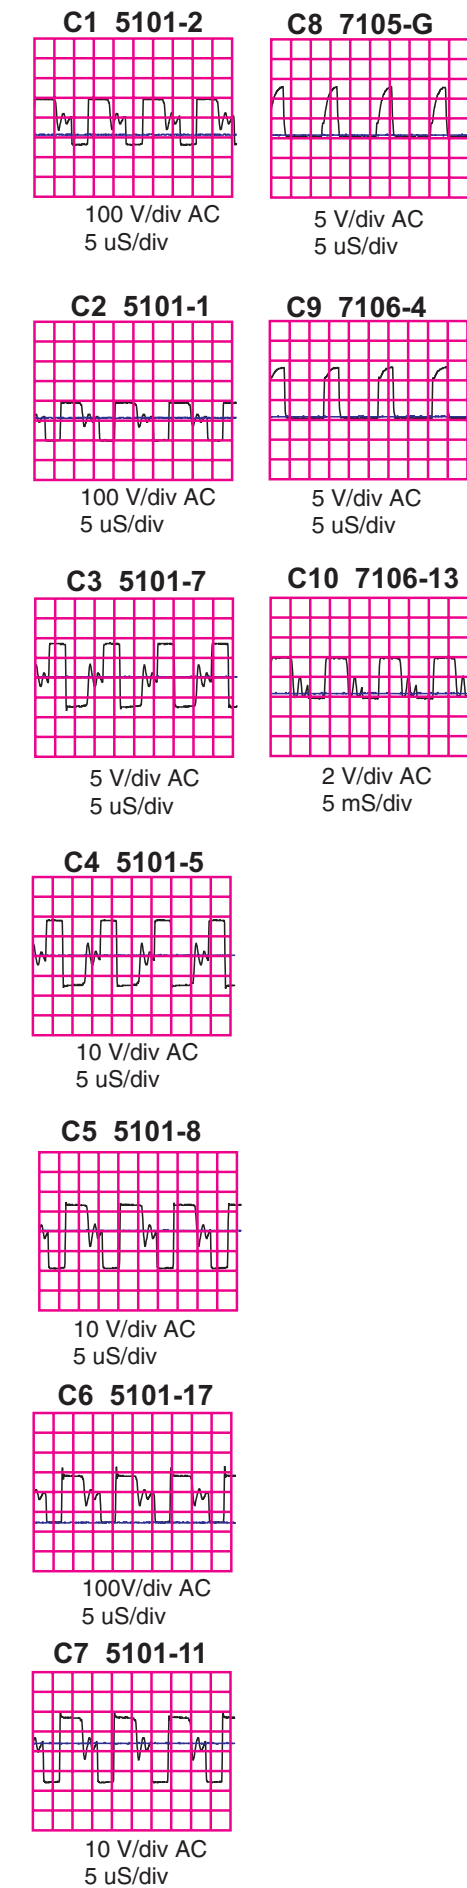 C1 5101-2
100 V/div AC
5 uS/div
C2 5101-1
100 V/div AC
5 uS/div
C3 5101-7
5 V/div AC
5 uS/div
C4 5101-5
10 V/div AC
5 uS/div
C5 5101-8
10 V/div AC
5 uS/div
C6 5101-17
100V/div AC
5 uS/div
C7 5101-11
10 V/div AC
5 uS/div
C8 7105-G
5 V/div AC
5 uS/div
C9 7106-4
5 V/div AC
5 uS/div
C10 7106-13
2 V/div AC
5 mS/div